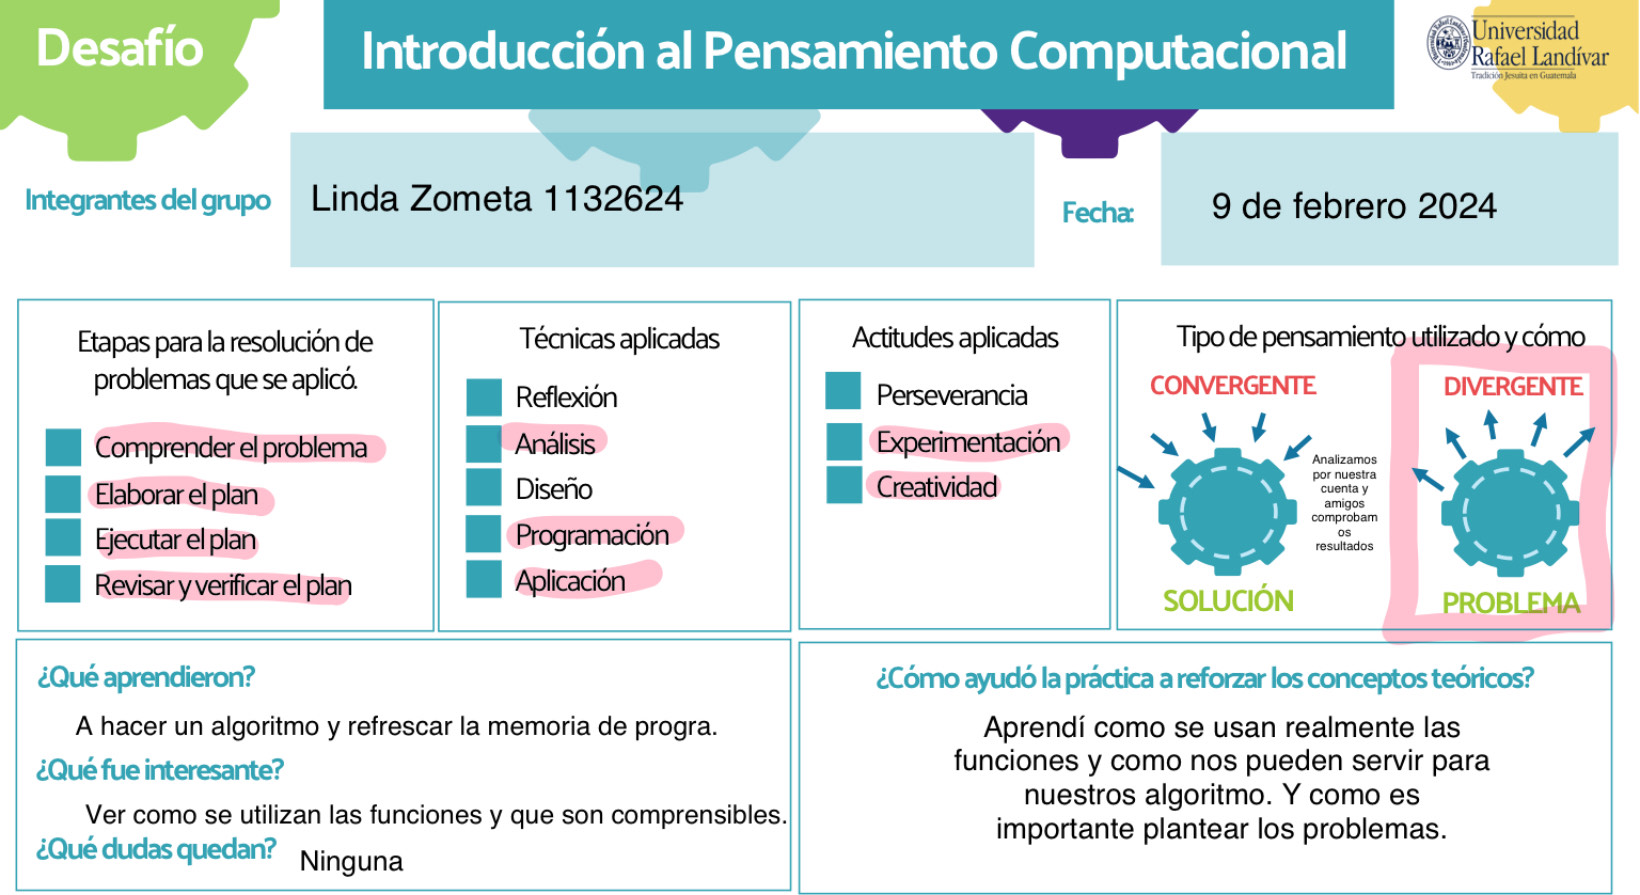 Desafío
Introducción al Pensamiento Computacional
Universidad
Rafael Landívar
Tradición Jesuita en Guatemala
Integrantes del grupo
Linda Zometa 1132624
Fecha:
9 de febrero 2024
Etapas para la resolución de
problemas que se aplicó.
Comprender el problema
Elaborar el plan
Ejecutar el plan
Revisar y verificar el plan
Técnicas aplicadas
Reflexión
Análisis
Diseño
Programación
Aplicación
Actitudes aplicadas
Perseverancia
Experimentación
Creatividad
Tipo de pensamiento utilizado y cómo
CONVERGENTE
SOLUCIÓN
Analizamos
por nuestra
cuenta y
amigos
comprobam
os
resultados
DIVERGENTE
PROBLEMA
¿Qué aprendieron?
A hacer un algoritmo y refrescar la memoria de progra.
¿Qué fue interesante?
Ver como se utilizan las funciones y que son comprensibles.
¿Qué dudas quedan?
Ninguna
¿Cómo ayudó la práctica a reforzar los conceptos teóricos?
Aprendí como se usan realmente las
funciones y como nos pueden servir para
nuestros algoritmo. Y como es
importante plantear los problemas.